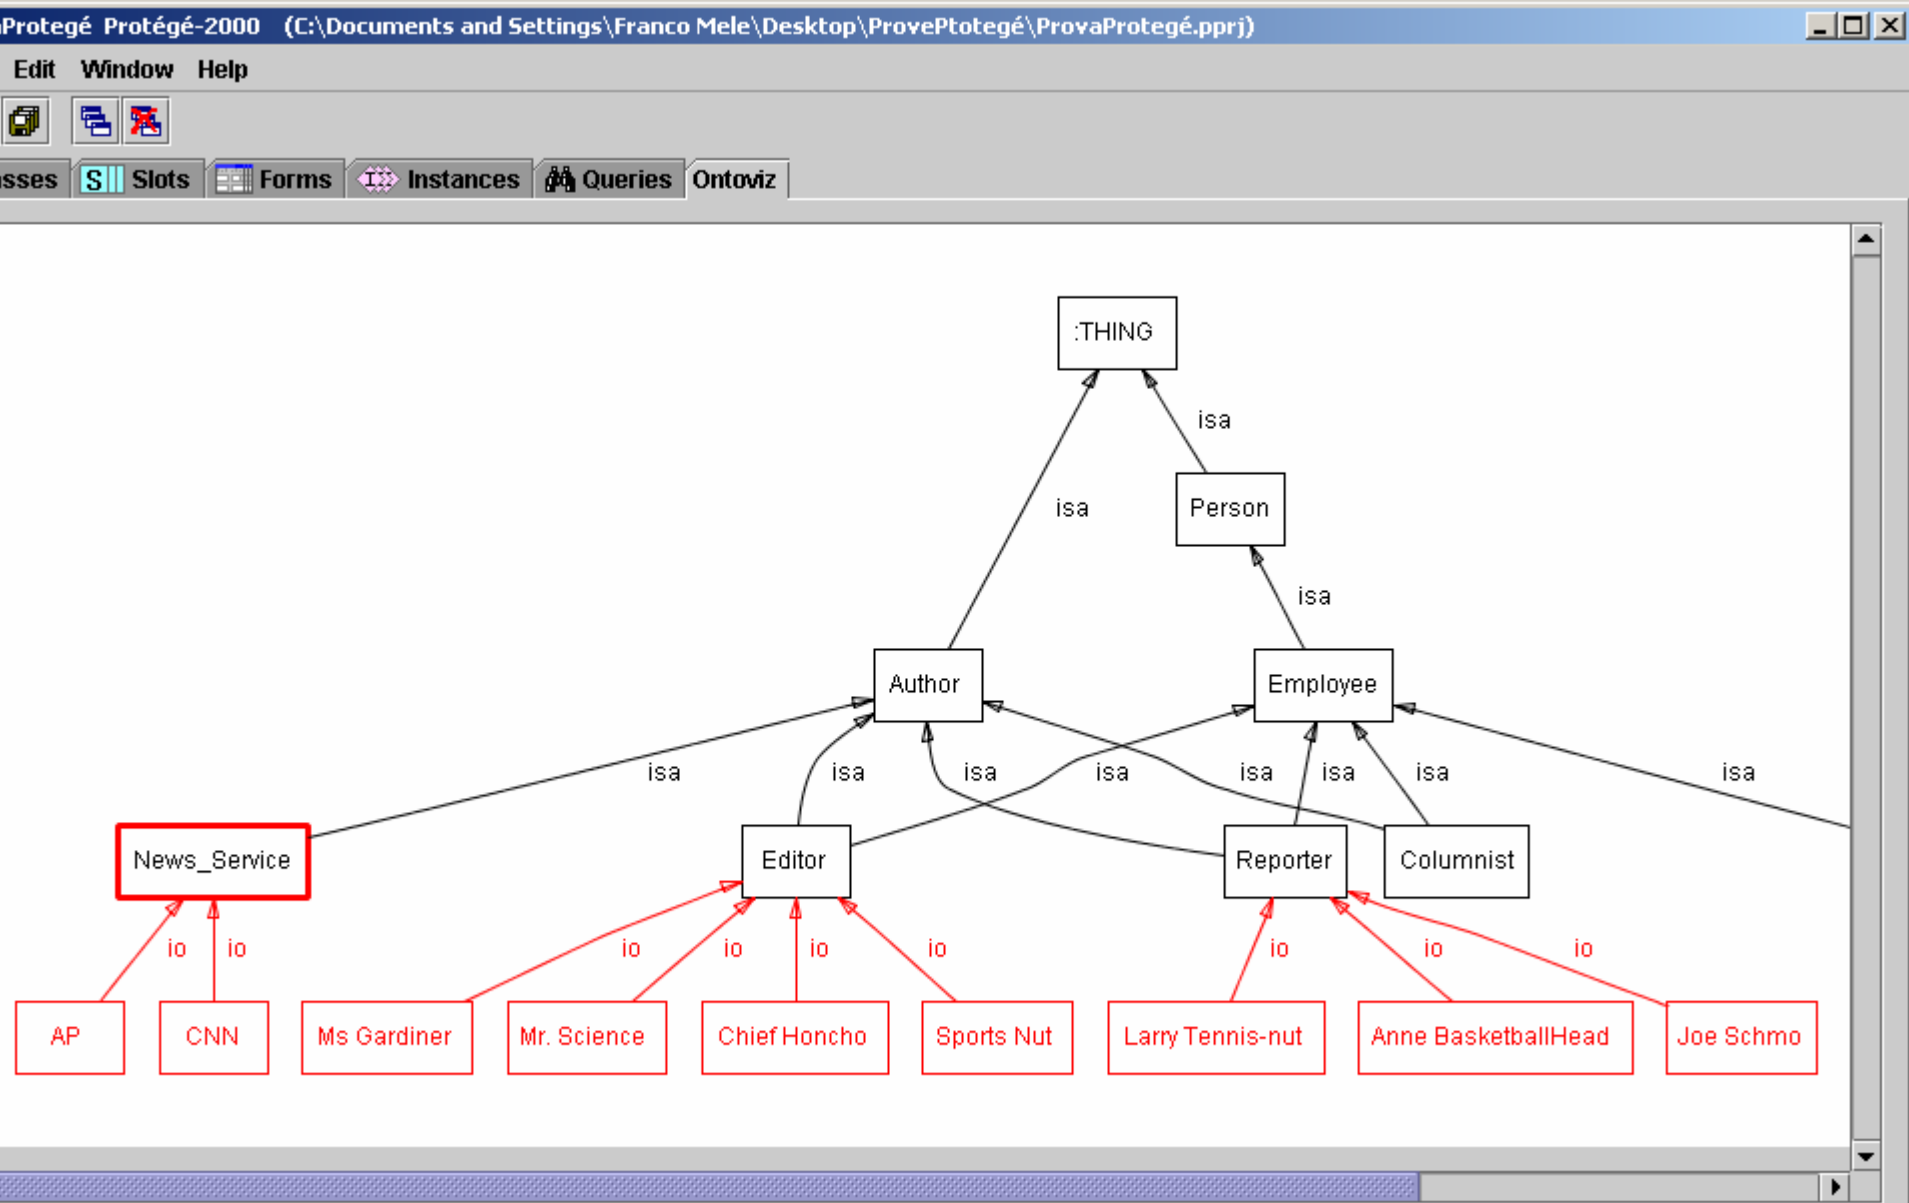 Protegé Protégé-2000 (C:\Documents and Settings\Franco Mele\Desktop\ProvePtotegé\ProvaProtegé.pprj)
Edit Window Help
sses Slots Forms Instances Queries Ontoviz
:THING
isa
Person
isa
isa
Author Employee
isa isa isa isa isa isa isa isa
News_Service Editor Reporter Columnist
io io io io io io io io io
AP CNN Ms Gardiner Mr. Science Chief Honcho Sports Nut Larry Tennis-nut Anne BasketballHead Joe Schmo